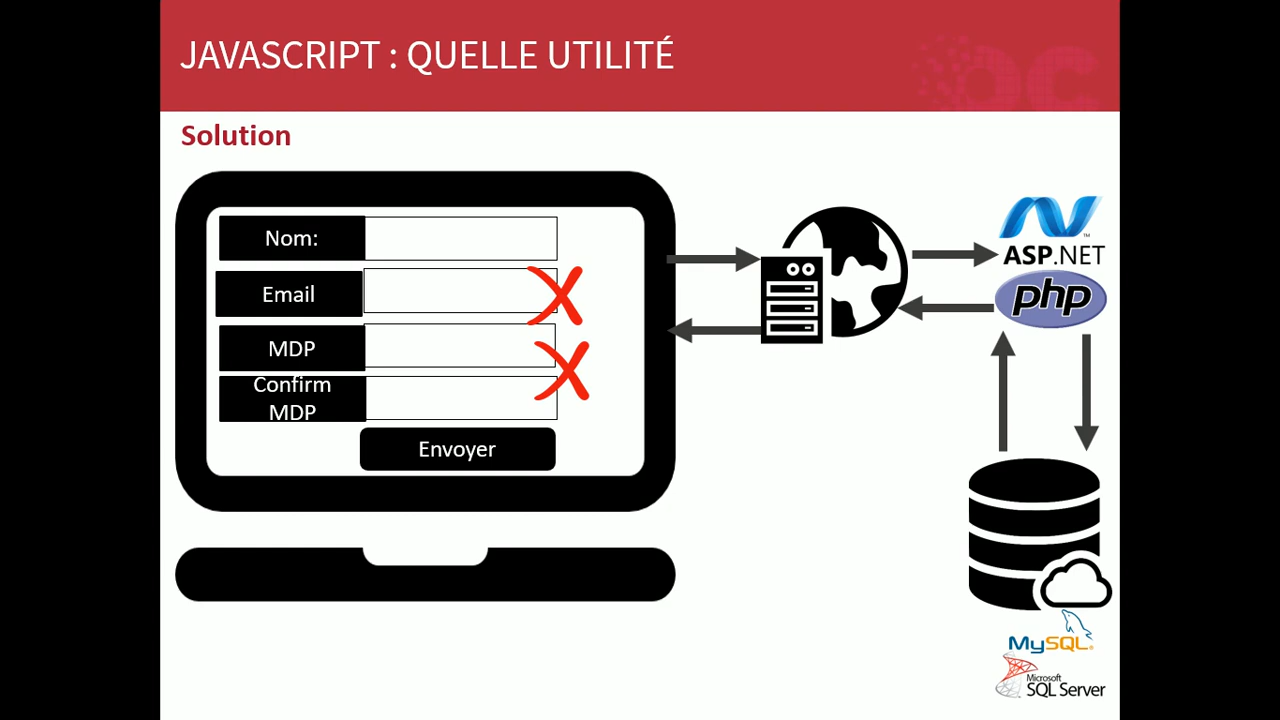 JAVASCRIPT : QUELLE UTILITÉ
Solution
Nom:
Email
MDP
Confirm
MDP
Envoyer
ASP.NET
php
MySQL
Microsoft
SQL Server